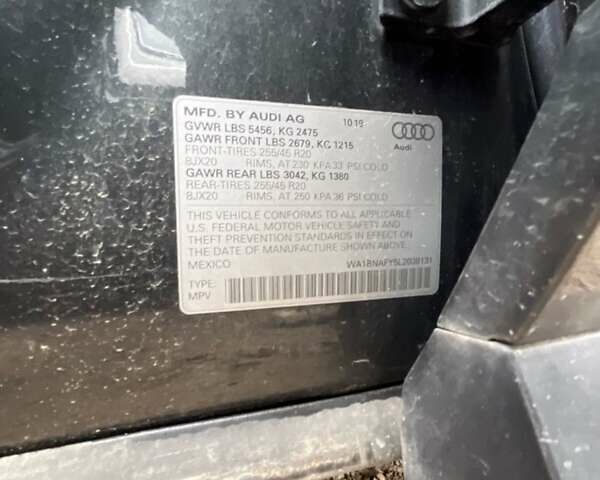 MFD. BY AUDI AG 10 19
GVWR LBS 5456, KG 2475
GAWR FRONT LBS 2679, KG 1215
FRONT-TIRES 255/45 R20
8JX20 RIMS, AT 230 KPA 33 PSI COLD
GAWR REAR LBS 3042, KG 1380
REAR-TIRES 255/45 R20
8JX20 RIMS, AT 250 KPA 36 PSI COLD
Audi
THIS VEHICLE CONFORMS TO ALL APPLICABLE
U.S. FEDERAL MOTOR VEHICLE SAFETY AND
THEFT PREVENTION STANDARDS IN EFFECT ON
THE DATE OF MANUFACTURE SHOWN ABOVE.
MEXICO
TYPE:
MPV